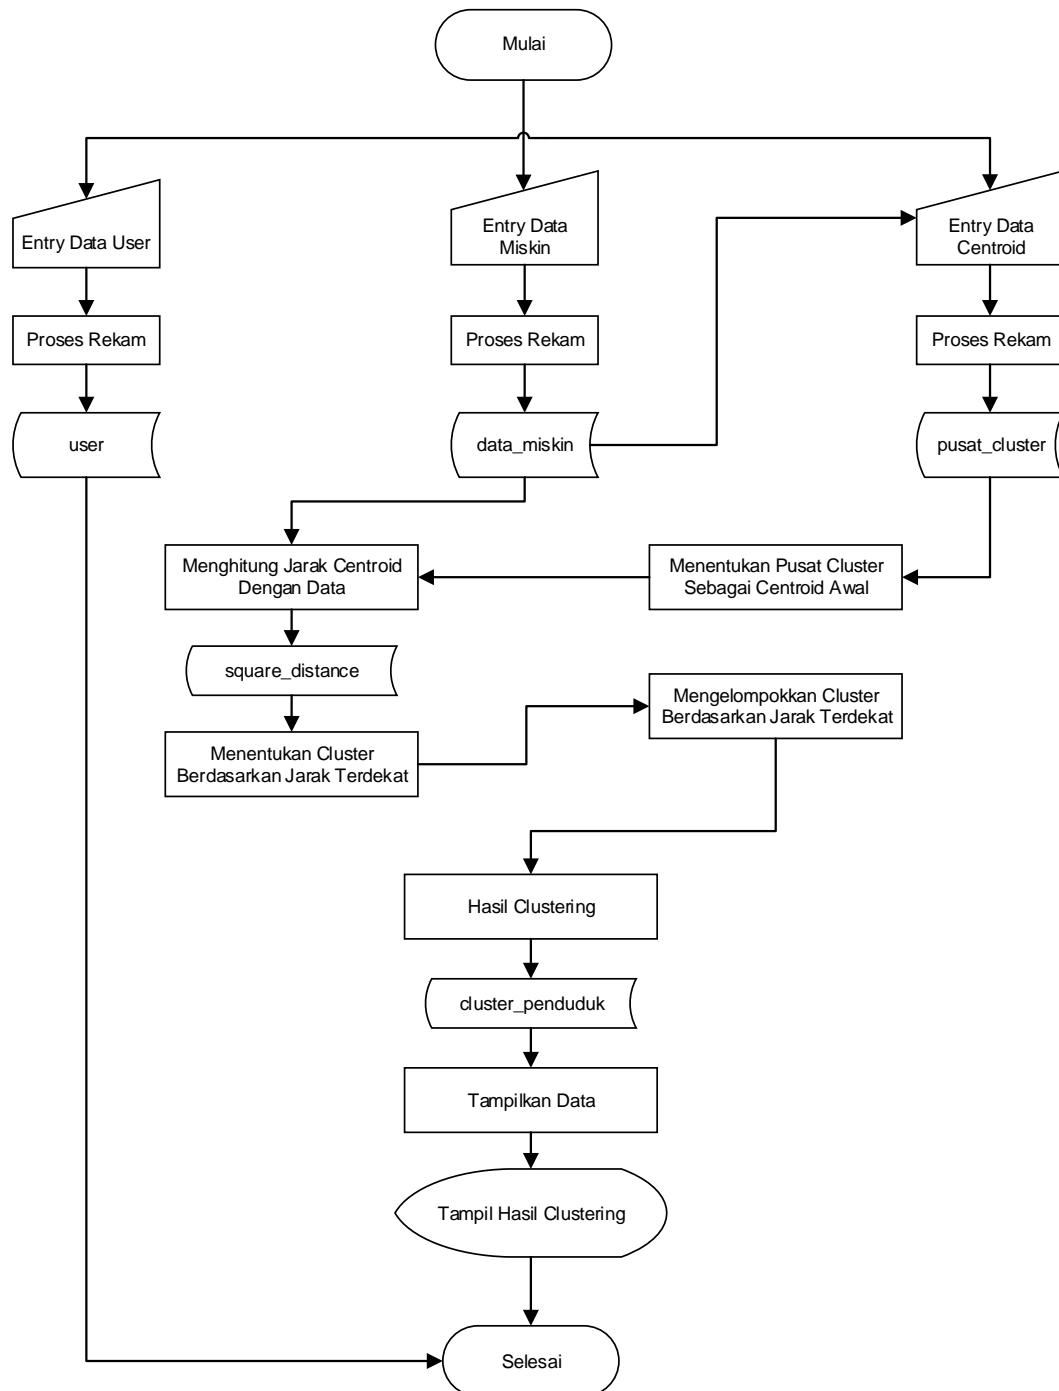 Mulai
Entry Data User
Entry Data
Miskin
Entry Data
Centroid
Proses Rekam
Proses Rekam
Proses Rekam
user
data_miskin
pusat_cluster
Menghitung Jarak Centroid
Dengan Data
Menentukan Pusat Cluster
Sebagai Centroid Awal
square_distance
Mengelompokkan Cluster
Berdasarkan Jarak Terdekat
Menentukan Cluster
Berdasarkan Jarak Terdekat
Hasil Clustering
cluster_penduduk
Tampilkan Data
Tampil Hasil Clustering
Selesai